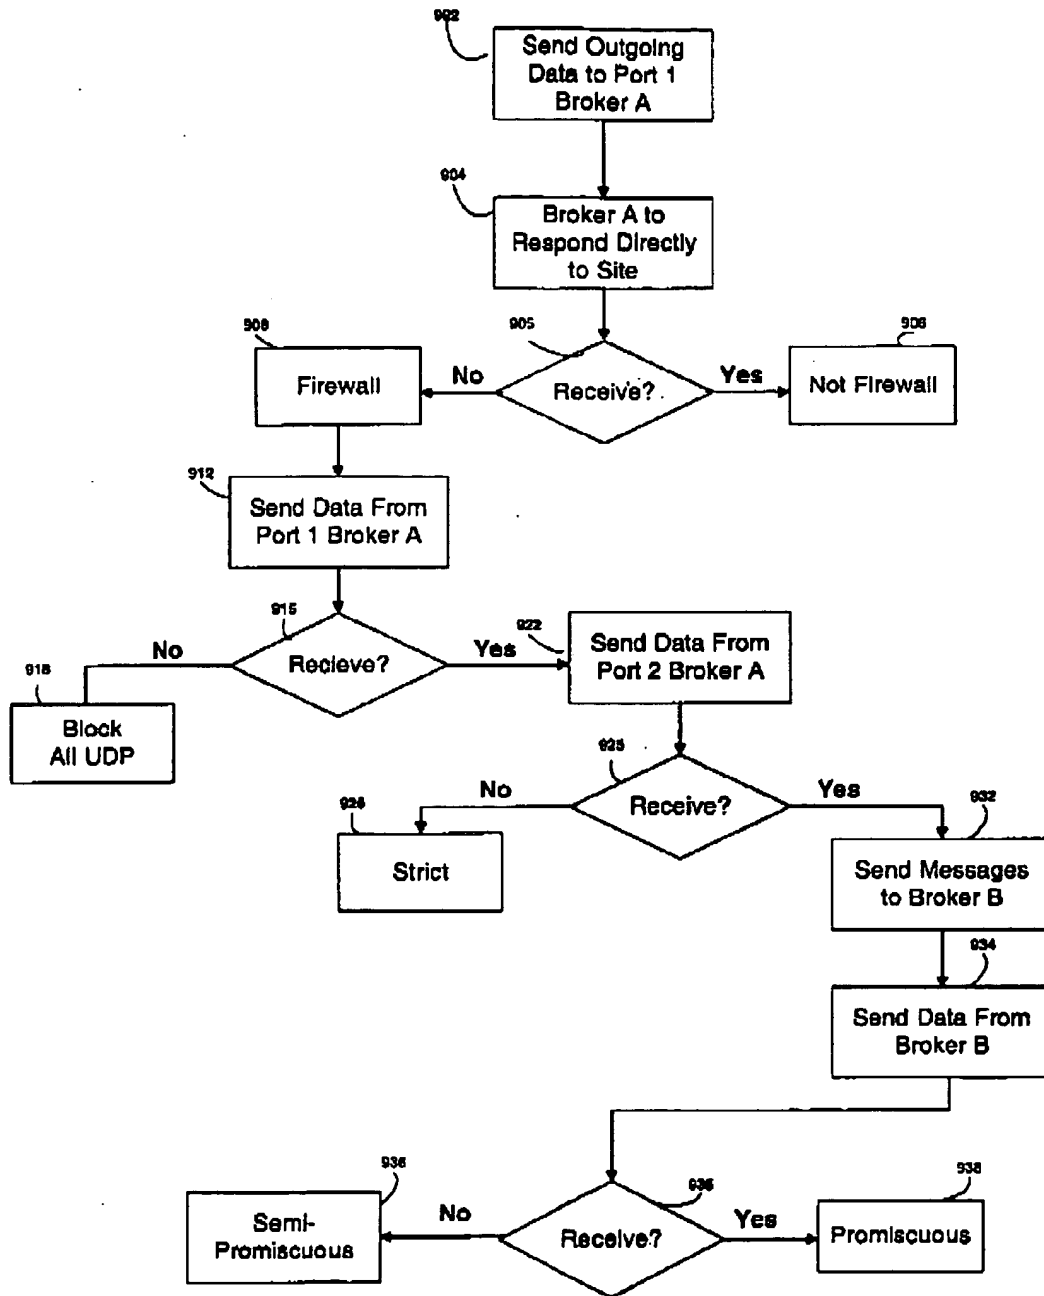 902
Send Outgoing
Data to Port 1
Broker A
904
Broker A to
Respond Directly
to Site
905
908
906
Firewall
No
Receive?
Yes
Not Firewall
912
Send Data From
Port 1 Broker A
915
No
Recieve?
Yes
922
Send Data From
Port 2 Broker A
918
Block
All UDP
925
No
Receive?
Yes
926
Strict
932
Send Messages
to Broker B
934
Send Data From
Broker B
936
Semi-
Promiscuous
No
935
Receive?
Yes
938
Promiscuous